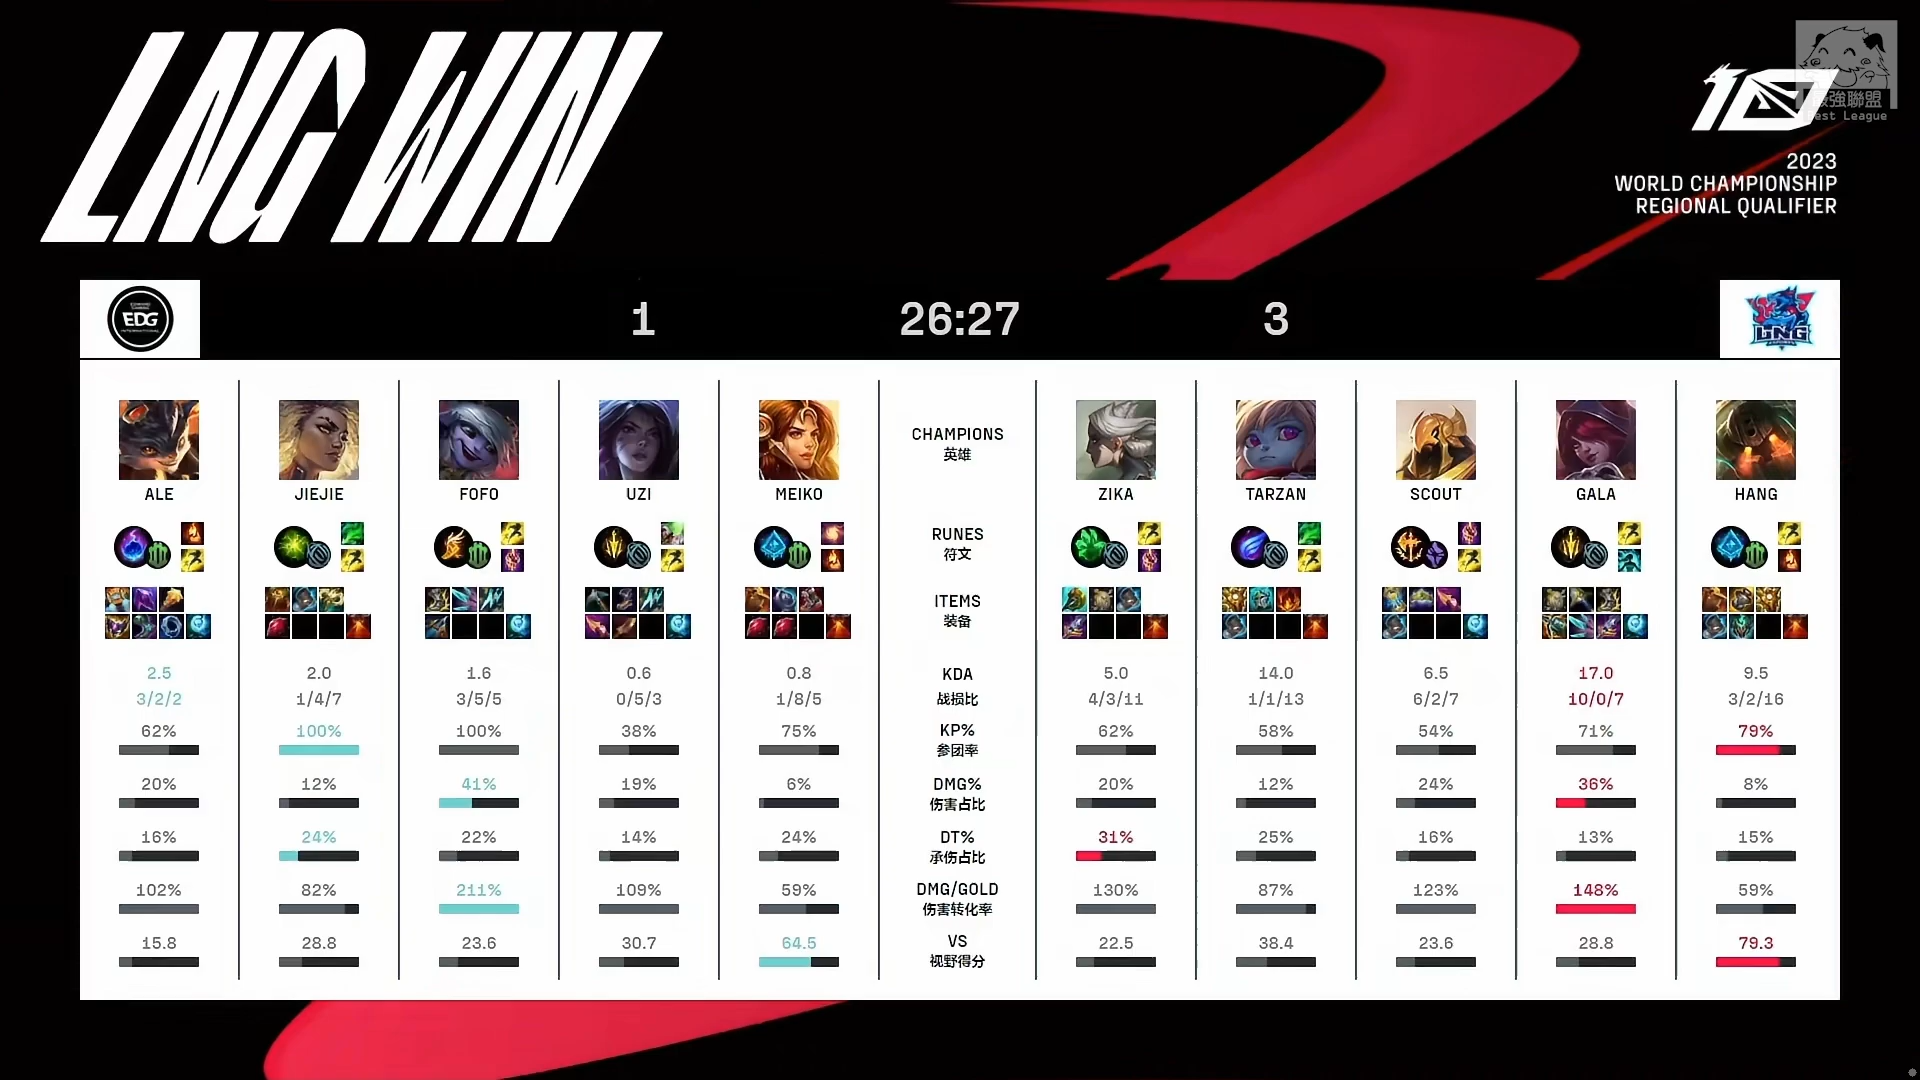 LNG WIN
最強聯盟
Best League
2023
WORLD CHAMPIONSHIP
REGIONAL QUALIFIER
EDG
1
26:27
3
LNG
ALE JIEJIE FOFO UZI MEIKO CHAMPIONS ZIKA TARZAN SCOUT GALA HANG
英雄
RUNES
符文
ITEMS
装备
2.5 2.0 1.6 0.6 0.8 KDA 5.0 14.0 6.5 17.0 9.5
3/2/2 1/4/7 3/5/5 0/5/3 1/8/5 战损比 4/3/11 1/1/13 6/2/7 10/0/7 3/2/16
62% 100% 100% 38% 75% KP% 62% 58% 54% 71% 79%
参团率
20% 12% 41% 19% 6% DMG% 20% 12% 24% 36% 8%
伤害占比
16% 24% 22% 14% 24% DT% 31% 25% 16% 13% 15%
承伤占比
102% 82% 211% 109% 59% DMG/GOLD 130% 87% 123% 148% 59%
伤害转化率
15.8 28.8 23.6 30.7 64.5 VS 22.5 38.4 23.6 28.8 79.3
视野得分